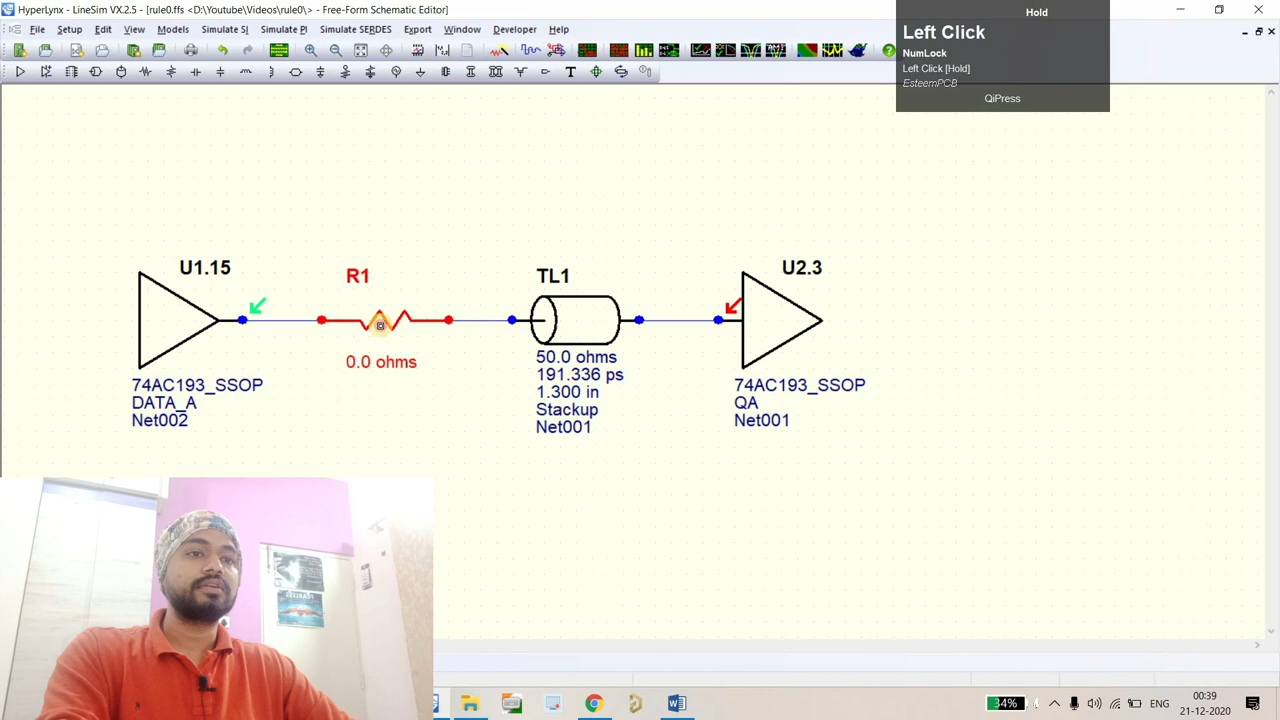 HyperLynx - LineSim VX.2.5 - [rule0.ffs <D:\Youtube\Videos\rule0\> - Free-Form Schematic Editor]
Hold
Left Click
NumLock
Left Click [Hold]
EsteemPCB
QiPress
File Setup Edit View Models Simulate SI Simulate PI Simulate SERDES Export Window Developer Help
U1.15
R1
TL1
U2.3
0.0 ohms
50.0 ohms
191.336 ps
1.300 in
Stackup
Net001
74AC193_SSOP
DATA_A
Net002
74AC193_SSOP
QA
Net001
34%
ENG
00:39
21-12-2020